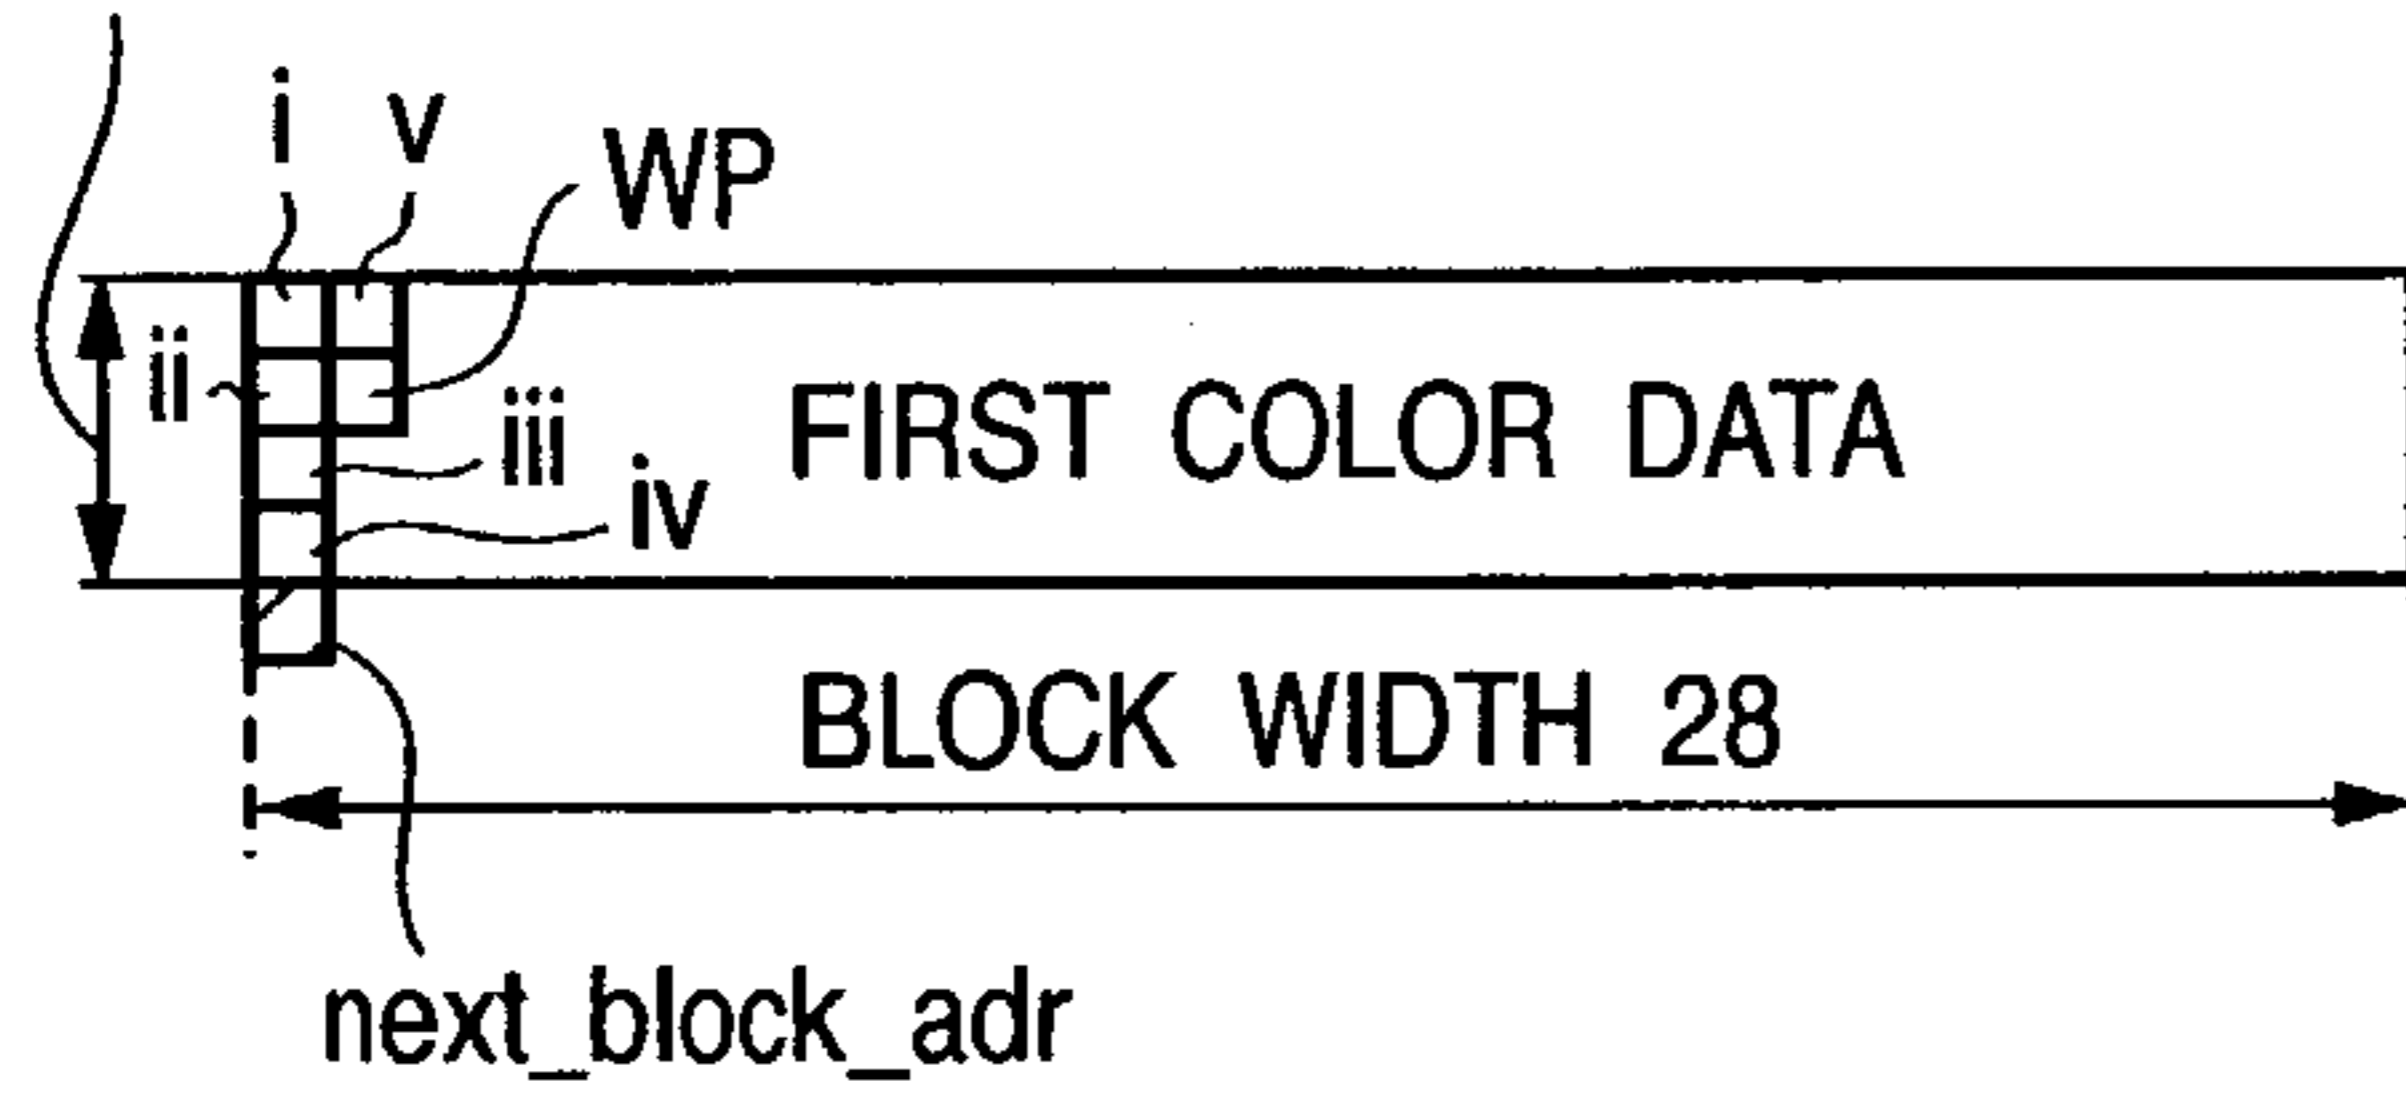 i v
WP
ii
iii
iv
FIRST COLOR DATA
BLOCK WIDTH 28
next_block_adr